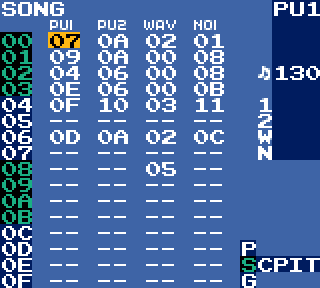 SONG PU1
PU1 PU2 WAV NOI
00 07 0A 02 01
01 09 0A 00 08
02 04 06 00 08 ♫130
03 0E 06 00 0B
04 0F 10 03 11 1
05 -- -- -- -- 2
06 0D 0A 02 0C W
07 -- -- -- -- N
08 -- -- 05 --
09 -- -- -- --
0A -- -- -- --
0B -- -- -- --
0C -- -- -- --
0D -- -- -- -- P
0E -- -- -- -- SCPIT
0F -- -- -- -- G